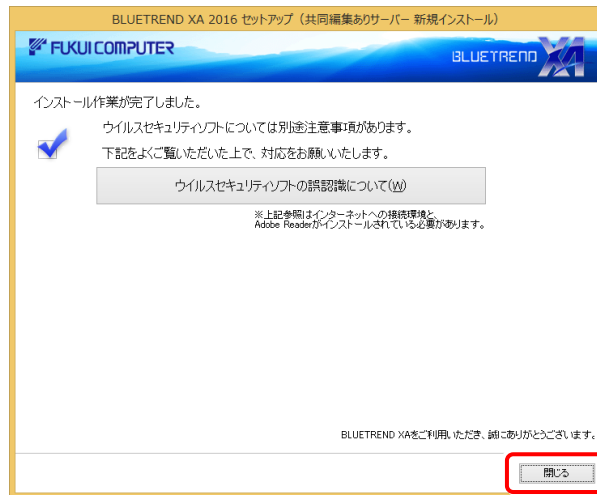 BLUETREND XA 2016 セットアップ（共同編集ありサーバー 新規インストール）
FUKUI COMPUTER
BLUETREND XA
インストール作業が完了しました。
ウイルスセキュリティソフトについては別途注意事項があります。
下記をよくご覧いただいた上で、対応をお願いいたします。
ウイルスセキュリティソフトの誤認識について(W)
※上記参照はインターネットへの接続環境と、
Adobe Readerがインストールされている必要があります。
BLUETREND XAをご利用いただき、誠にありがとうございます。
閉じる